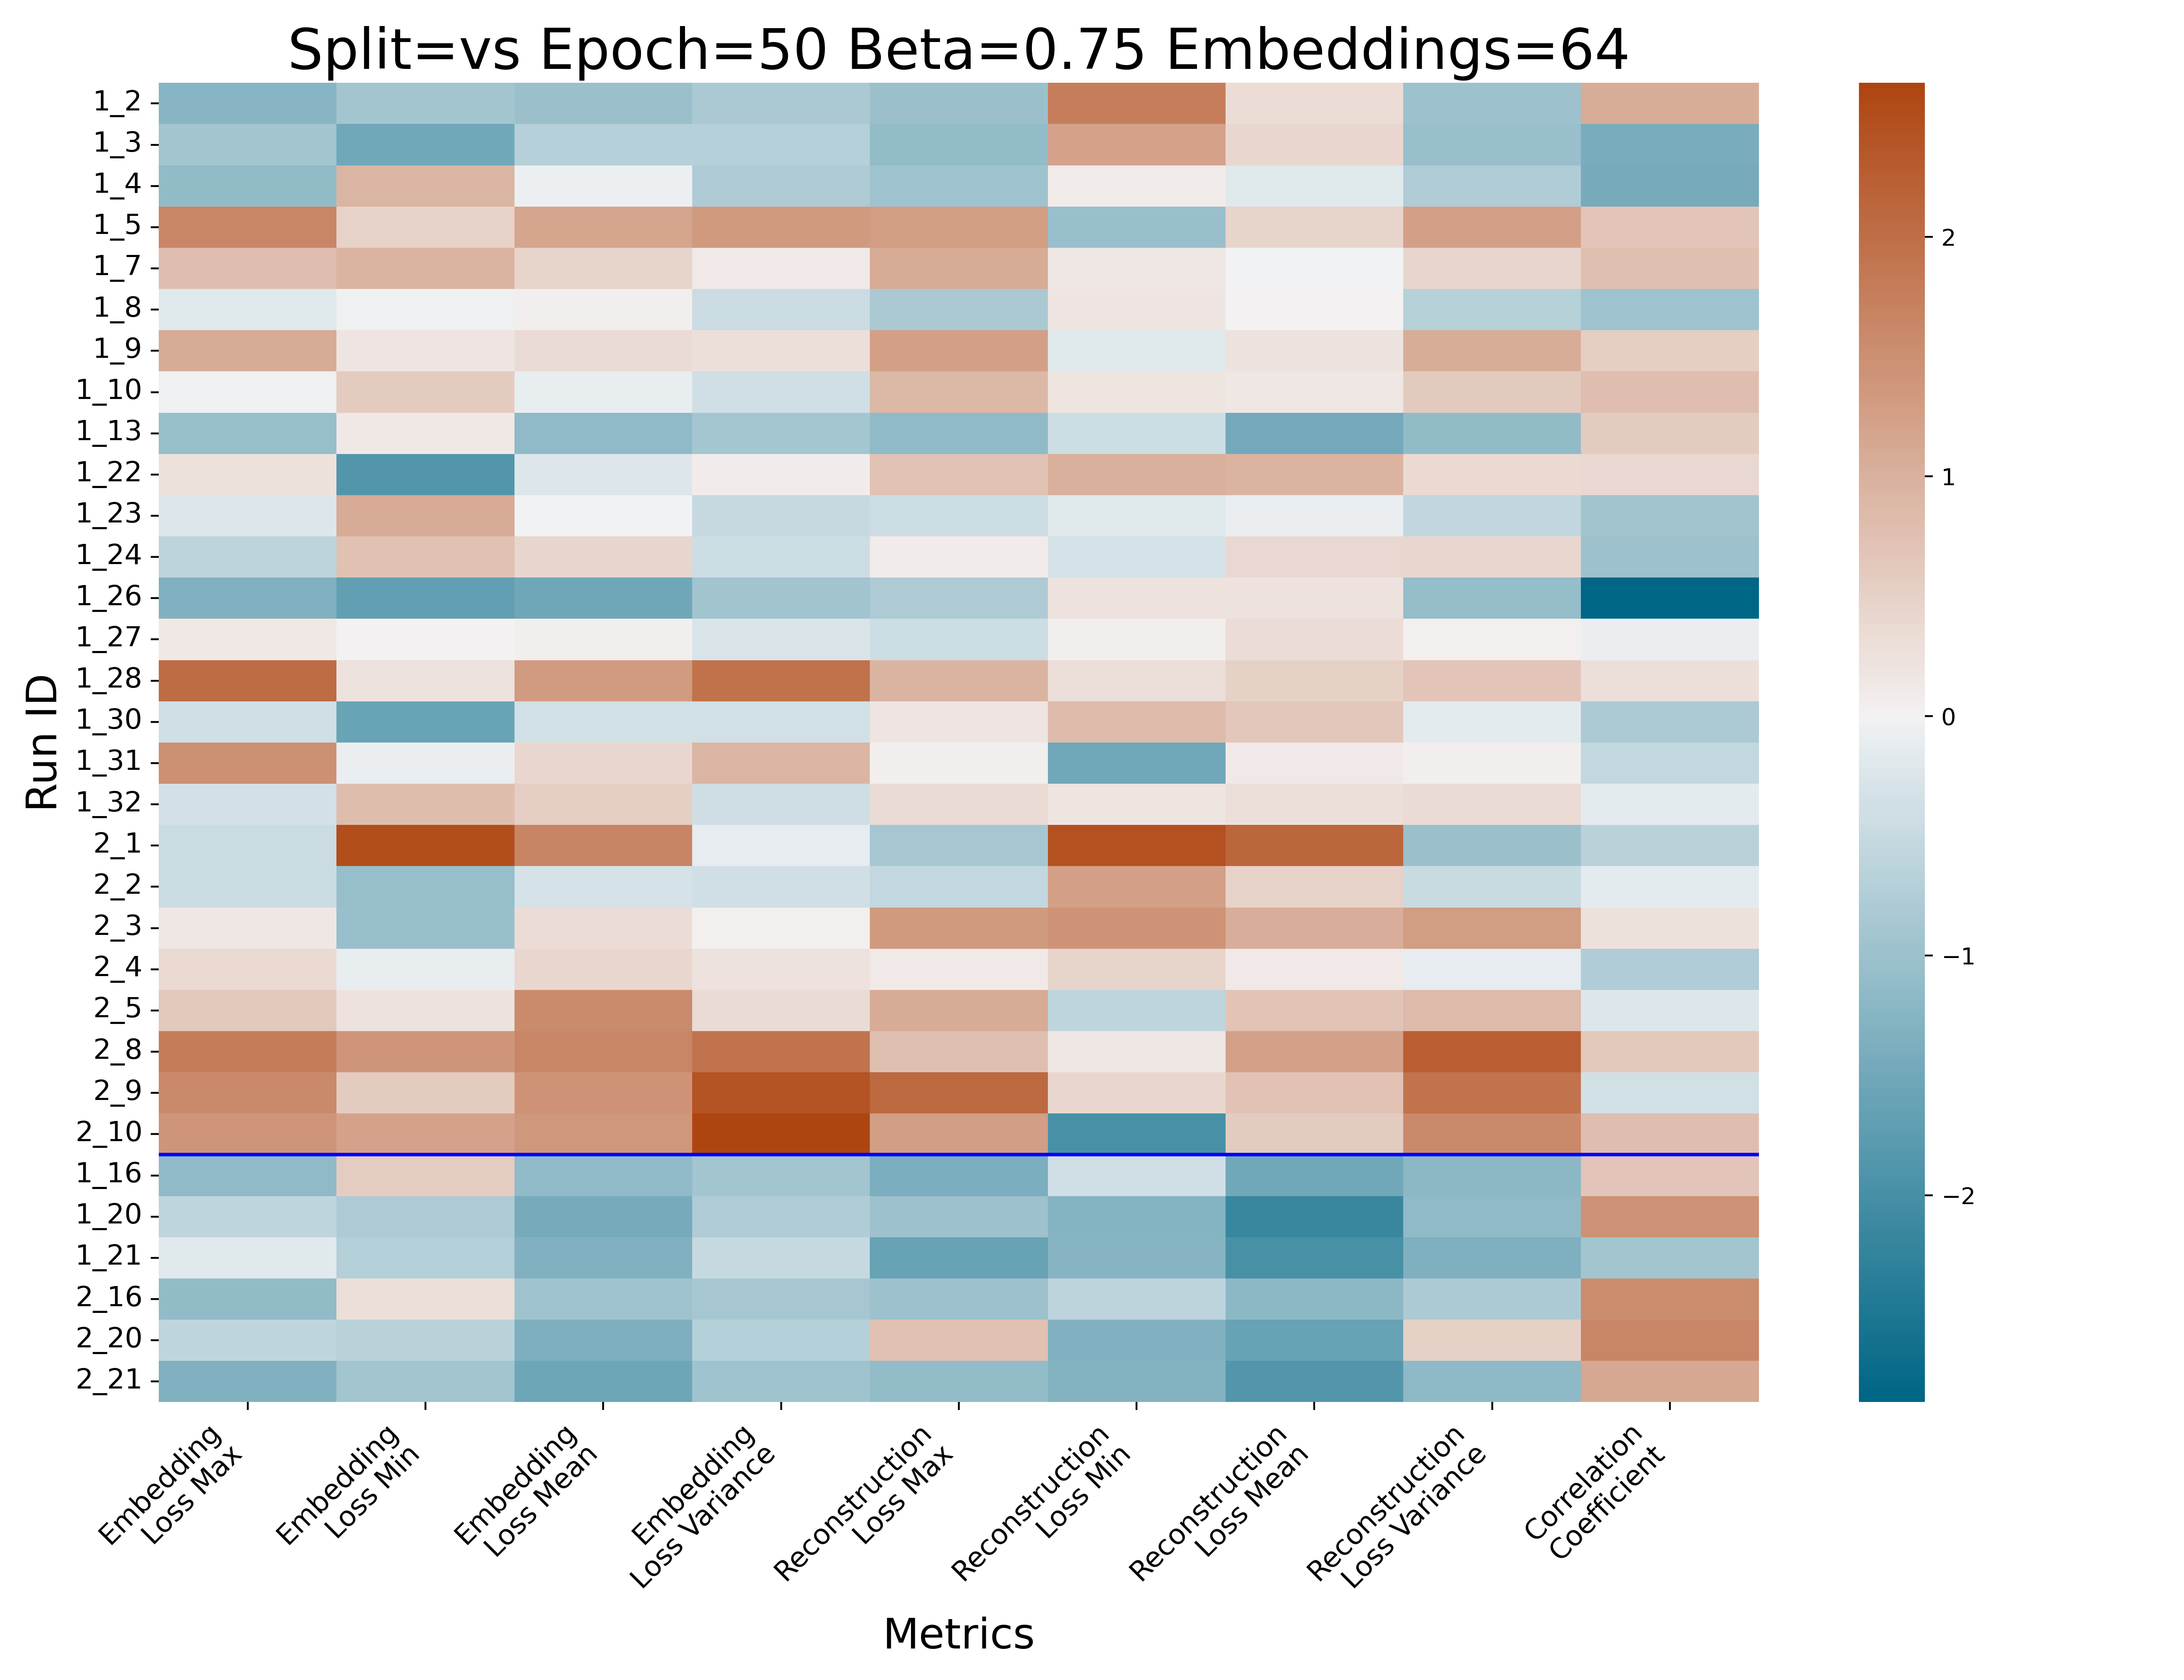 Split=vs Epoch=50 Beta=0.75 Embeddings=64
Run ID
1_2
1_3
1_4
1_5
1_7
1_8
1_9
1_10
1_13
1_22
1_23
1_24
1_26
1_27
1_28
1_30
1_31
1_32
2_1
2_2
2_3
2_4
2_5
2_8
2_9
2_10
1_16
1_20
1_21
2_16
2_20
2_21
Embedding
Loss Max
Embedding
Loss Min
Embedding
Loss Mean
Embedding
Loss Variance
Reconstruction
Loss Max
Reconstruction
Loss Min
Reconstruction
Loss Mean
Reconstruction
Loss Variance
Correlation
Coefficient
Metrics
2
1
0
−1
−2